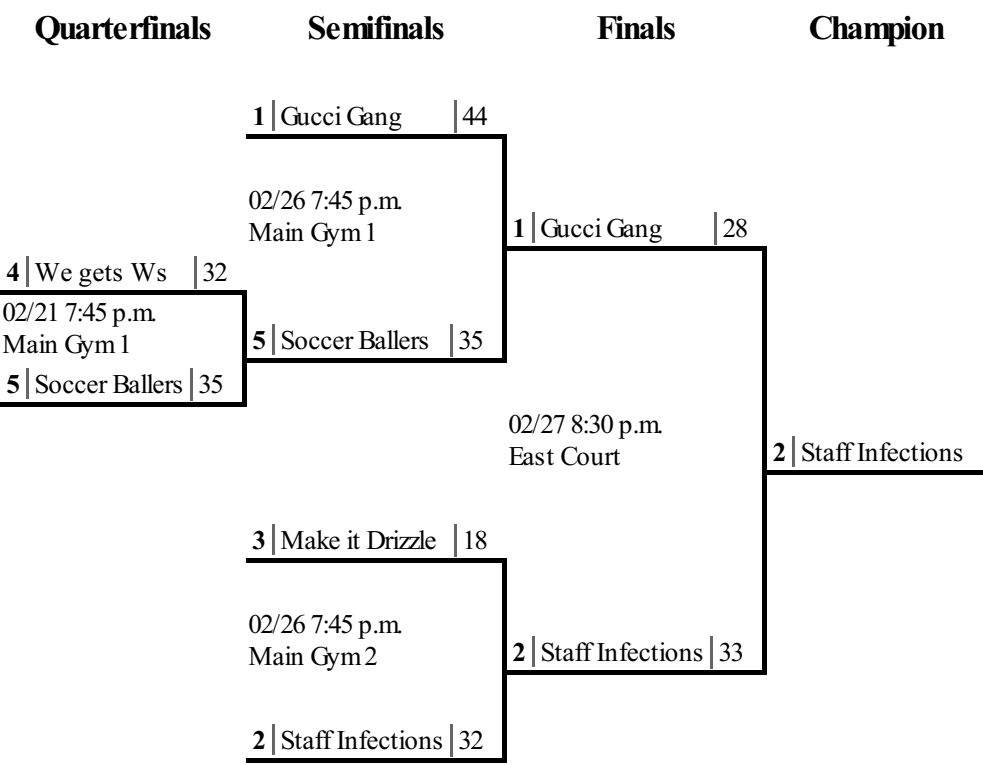 Quarterfinals Semifinals Finals Champion
1 Gucci Gang 44
02/26 7:45 p.m.
Main Gym 1
1 Gucci Gang 28
4 We gets Ws 32
02/21 7:45 p.m.
Main Gym 1
5 Soccer Ballers 35
5 Soccer Ballers 35
02/27 8:30 p.m.
East Court
2 Staff Infections
3 Make it Drizzle 18
02/26 7:45 p.m.
Main Gym 2
2 Staff Infections 33
2 Staff Infections 32